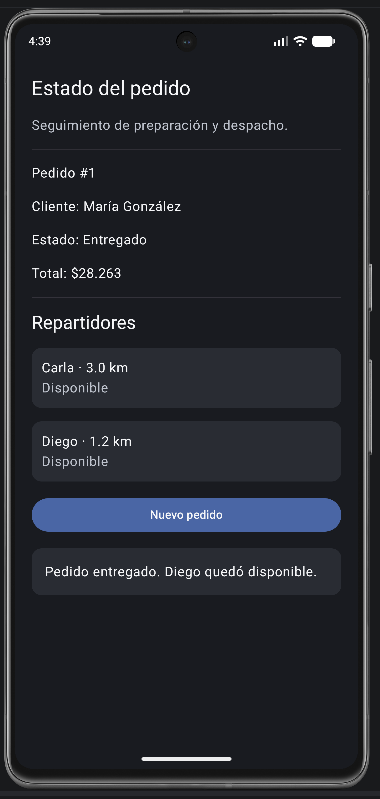 4:39
Estado del pedido
Seguimiento de preparación y despacho.
Pedido #1
Cliente: María González
Estado: Entregado
Total: $28.263
Repartidores
Carla · 3.0 km
Disponible
Diego · 1.2 km
Disponible
Nuevo pedido
Pedido entregado. Diego quedó disponible.